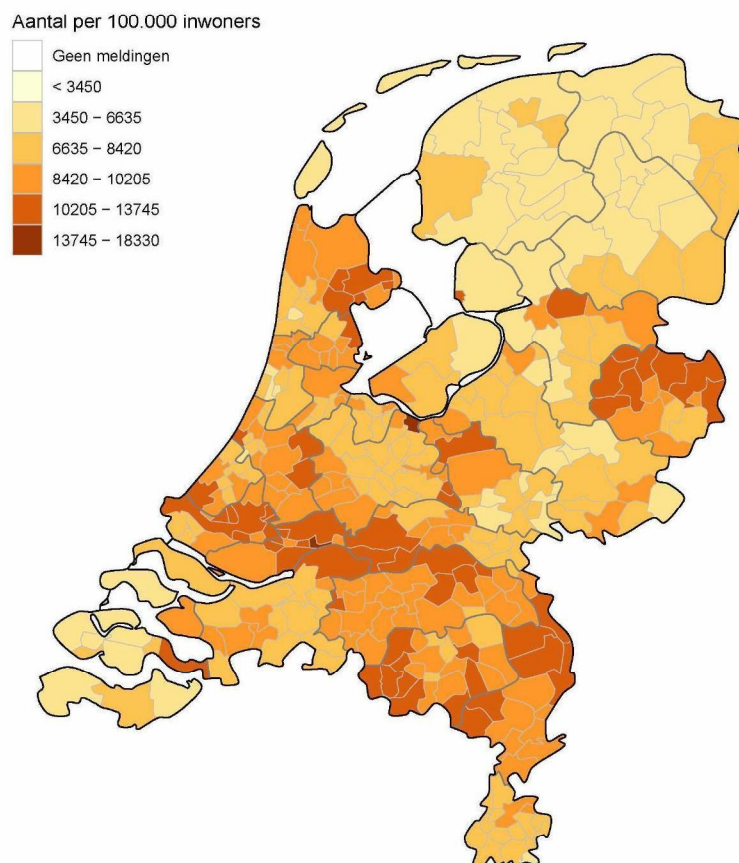 Aantal per 100.000 inwoners
Geen meldingen
< 3450
3450 − 6635
6635 − 8420
8420 − 10205
10205 − 13745
13745 − 18330